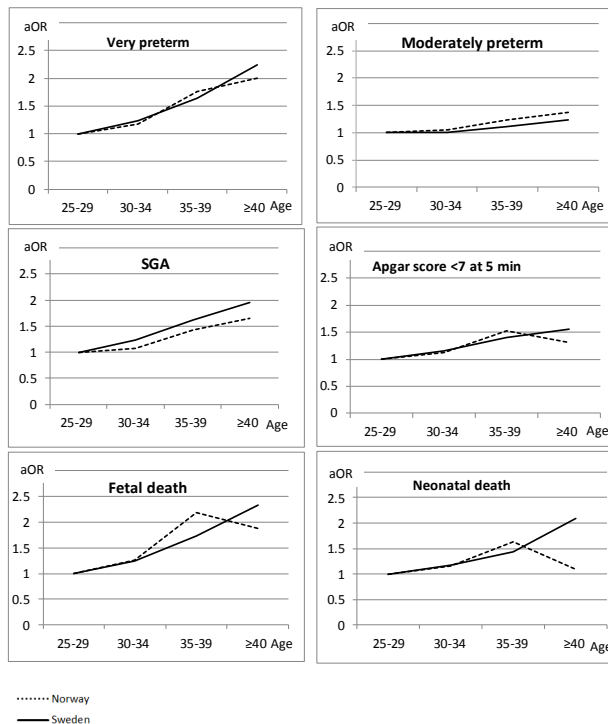 aOR
Very preterm
2.5
2
1.5
1
0.5
0
25-29 30-34 35-39 ≥40 Age
aOR
Moderately preterm
2.5
2
1.5
1
0.5
0
25-29 30-34 35-39 ≥40 Age
aOR
SGA
2.5
2
1.5
1
0.5
0
25-29 30-34 35-39 ≥40 Age
aOR
Apgar score <7 at 5 min
2.5
2
1.5
1
0.5
0
25-29 30-34 35-39 ≥40 Age
aOR
Fetal death
2.5
2
1.5
1
0.5
0
25-29 30-34 35-39 ≥40 Age
aOR
Neonatal death
2.5
2
1.5
1
0.5
0
25-29 30-34 35-39 ≥40 Age
Norway
Sweden